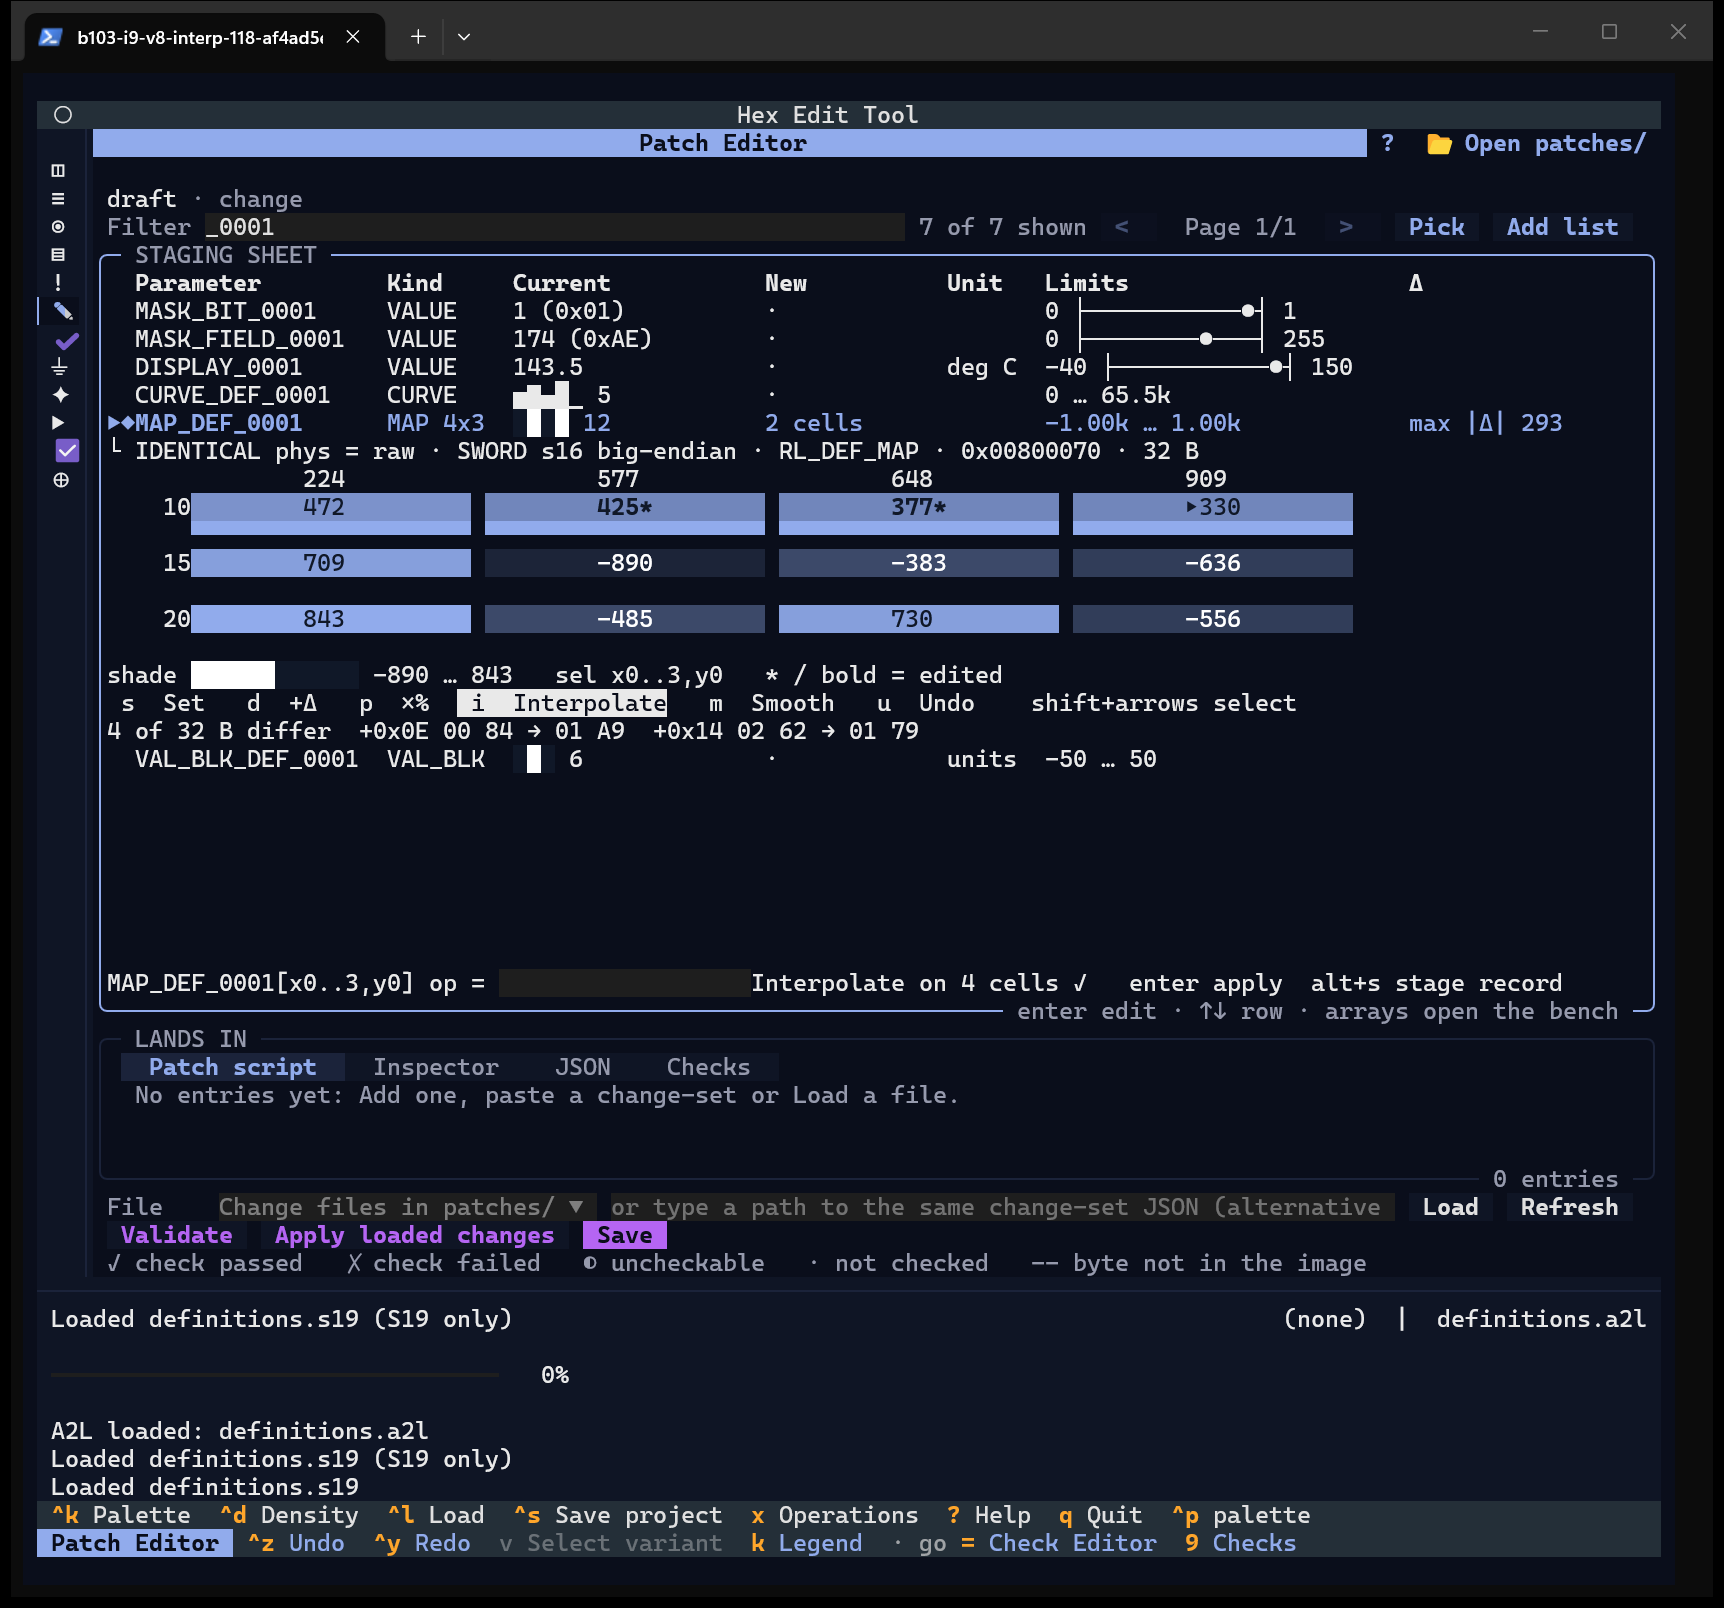 b103-i9-v8-interp-118-af4ad5
Hex Edit Tool
Patch Editor ? Open patches/
draft · change
Filter _0001 7 of 7 shown < Page 1/1 > Pick Add list
STAGING SHEET
Parameter Kind Current New Unit Limits Δ
MASK_BIT_0001 VALUE 1 (0x01) · 0 1
MASK_FIELD_0001 VALUE 174 (0xAE) · 0 255
DISPLAY_0001 VALUE 143.5 · deg C -40 150
CURVE_DEF_0001 CURVE 5 · 0 … 65.5k
▶◆MAP_DEF_0001 MAP 4x3 12 2 cells -1.00k … 1.00k max |Δ| 293
└ IDENTICAL phys = raw · SWORD s16 big-endian · RL_DEF_MAP · 0x00800070 · 32 B
224 577 648 909
10 472 425* 377* ▶330
15 709 -890 -383 -636
20 843 -485 730 -556
shade -890 … 843 sel x0..3,y0 * / bold = edited
s Set d +Δ p ×% i Interpolate m Smooth u Undo shift+arrows select
4 of 32 B differ +0x0E 00 84 → 01 A9 +0x14 02 62 → 01 79
VAL_BLK_DEF_0001 VAL_BLK 6 · units -50 … 50
MAP_DEF_0001[x0..3,y0] op = Interpolate on 4 cells √ enter apply alt+s stage record
enter edit · ↑↓ row · arrays open the bench
LANDS IN
Patch script Inspector JSON Checks
No entries yet: Add one, paste a change-set or Load a file.
0 entries
File Change files in patches/ ▼ or type a path to the same change-set JSON (alternative Load Refresh
Validate Apply loaded changes Save
√ check passed ╳ check failed ◐ uncheckable · not checked -- byte not in the image
Loaded definitions.s19 (S19 only) (none) | definitions.a2l
0%
A2L loaded: definitions.a2l
Loaded definitions.s19 (S19 only)
Loaded definitions.s19
^k Palette ^d Density ^l Load ^s Save project x Operations ? Help q Quit ^p palette
Patch Editor ^z Undo ^y Redo v Select variant k Legend · go = Check Editor 9 Checks